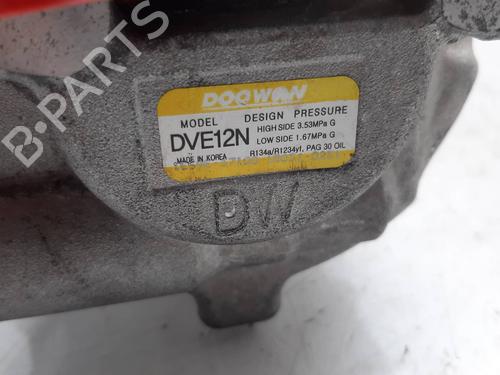 DOOWON
MODEL DESIGN PRESSURE
DVE12N HIGH SIDE 3.53MPa G
LOW SIDE 1.67MPa G
MADE IN KOREA R134a/R1234yf, PAG 30 OIL
DW
B-PARTS